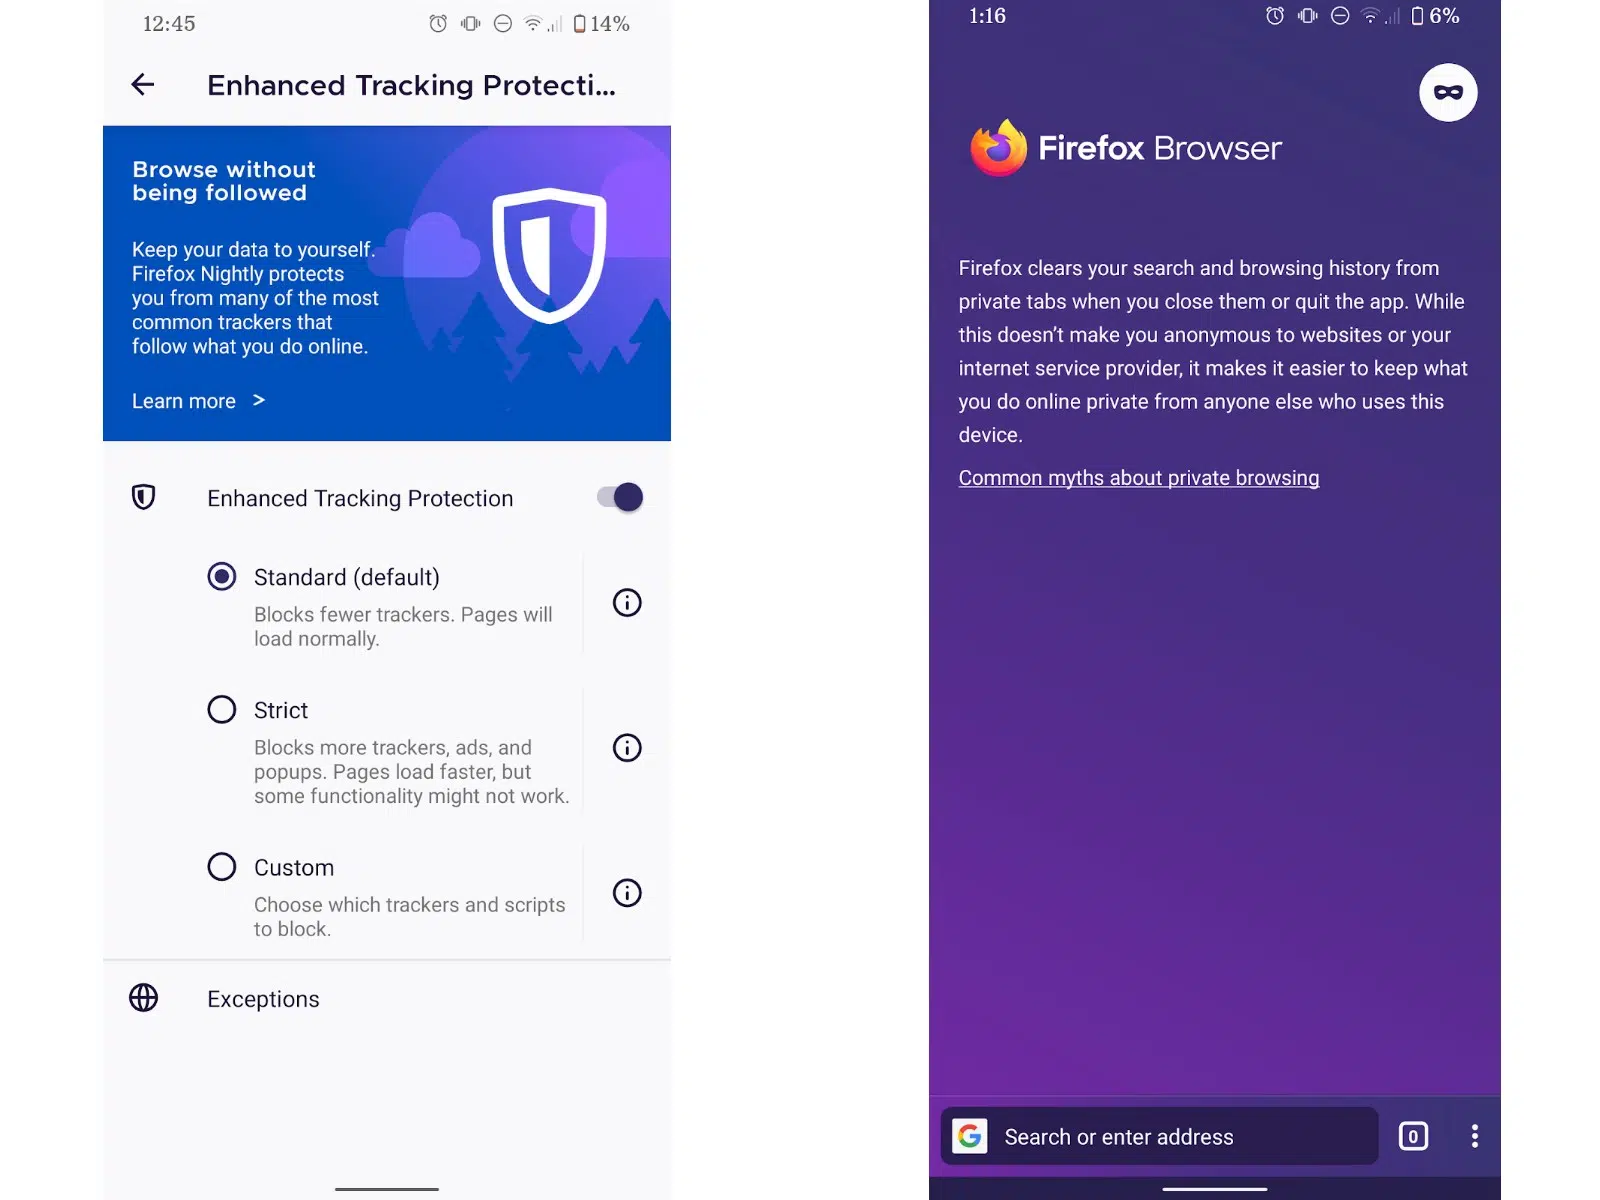 12:45
14%
Enhanced Tracking Protecti...
Browse without
being followed
Keep your data to yourself.
Firefox Nightly protects
you from many of the most
common trackers that
follow what you do online.
Learn more >
Enhanced Tracking Protection
Standard (default)
Blocks fewer trackers. Pages will
load normally.
Strict
Blocks more trackers, ads, and
popups. Pages load faster, but
some functionality might not work.
Custom
Choose which trackers and scripts
to block.
Exceptions
1:16
6%
Firefox Browser
Firefox clears your search and browsing history from
private tabs when you close them or quit the app. While
this doesn’t make you anonymous to websites or your
internet service provider, it makes it easier to keep what
you do online private from anyone else who uses this
device.
Common myths about private browsing
G Search or enter address
0